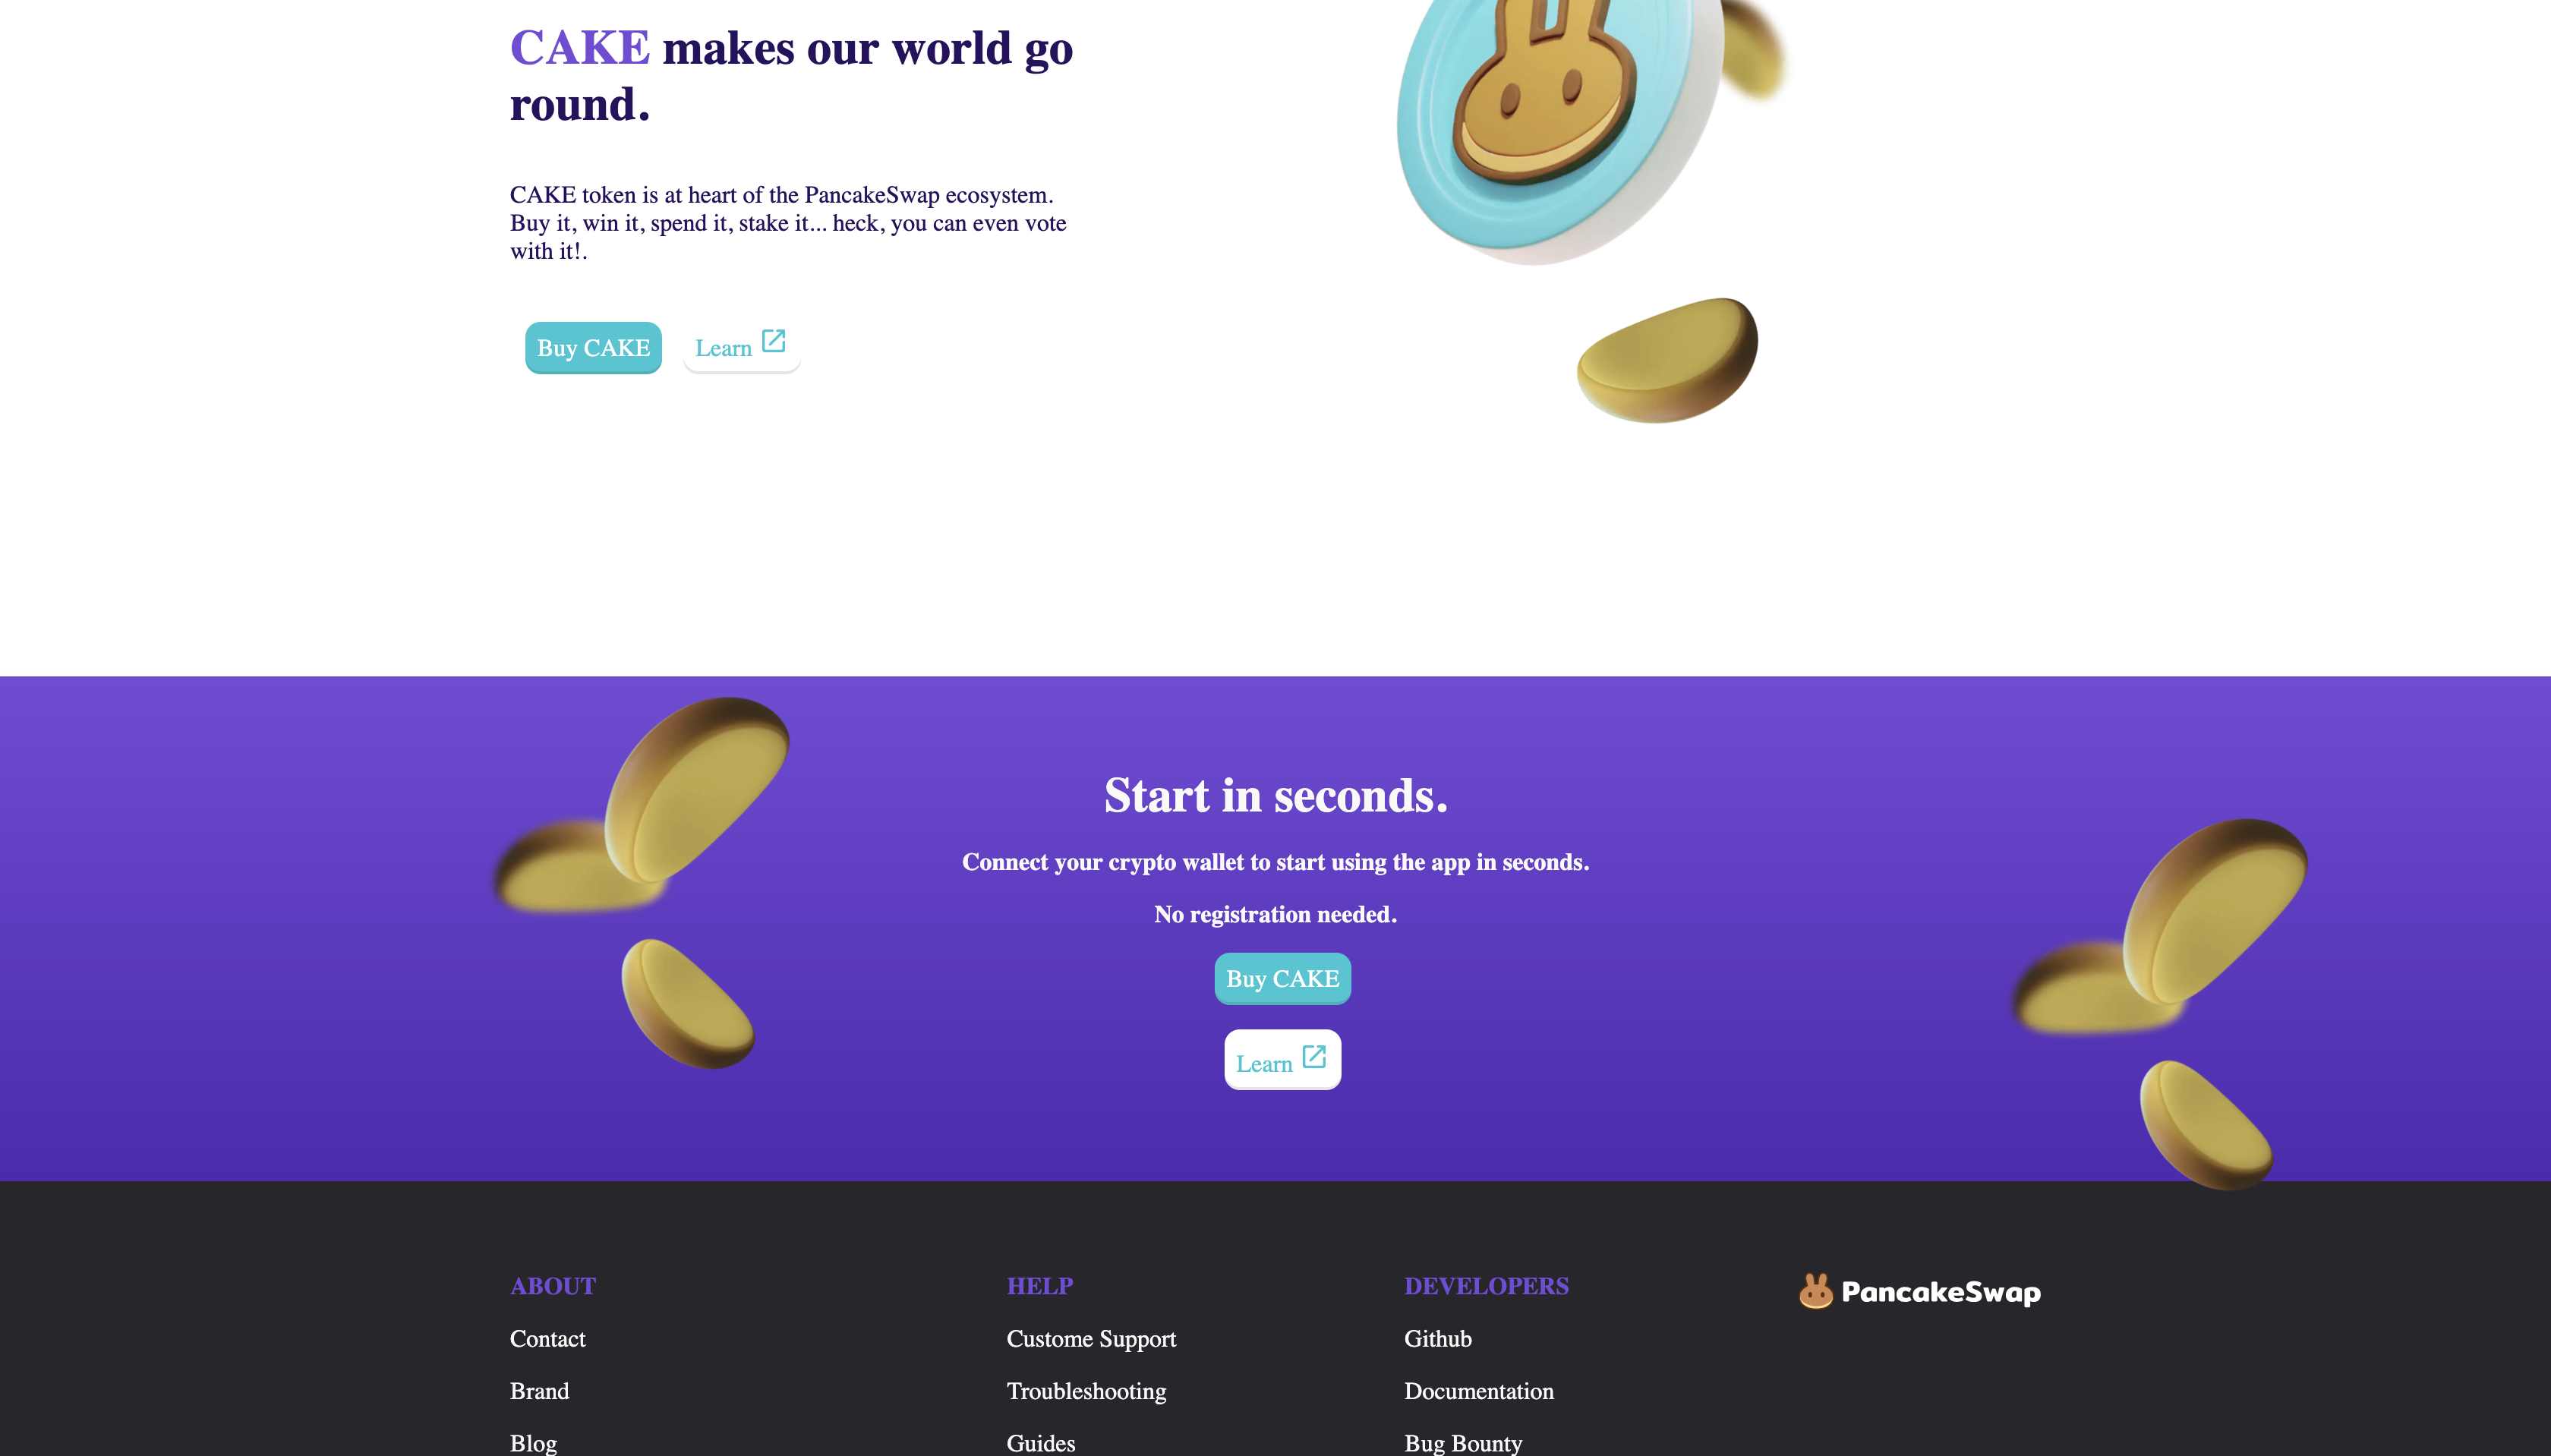 CAKE makes our world go
round.
CAKE token is at heart of the PancakeSwap ecosystem.
Buy it, win it, spend it, stake it... heck, you can even vote
with it!.
Buy CAKE
Learn
Start in seconds.
Connect your crypto wallet to start using the app in seconds.
No registration needed.
Buy CAKE
Learn
ABOUT
Contact
Brand
Blog
HELP
Custome Support
Troubleshooting
Guides
DEVELOPERS
Github
Documentation
Bug Bounty
PancakeSwap